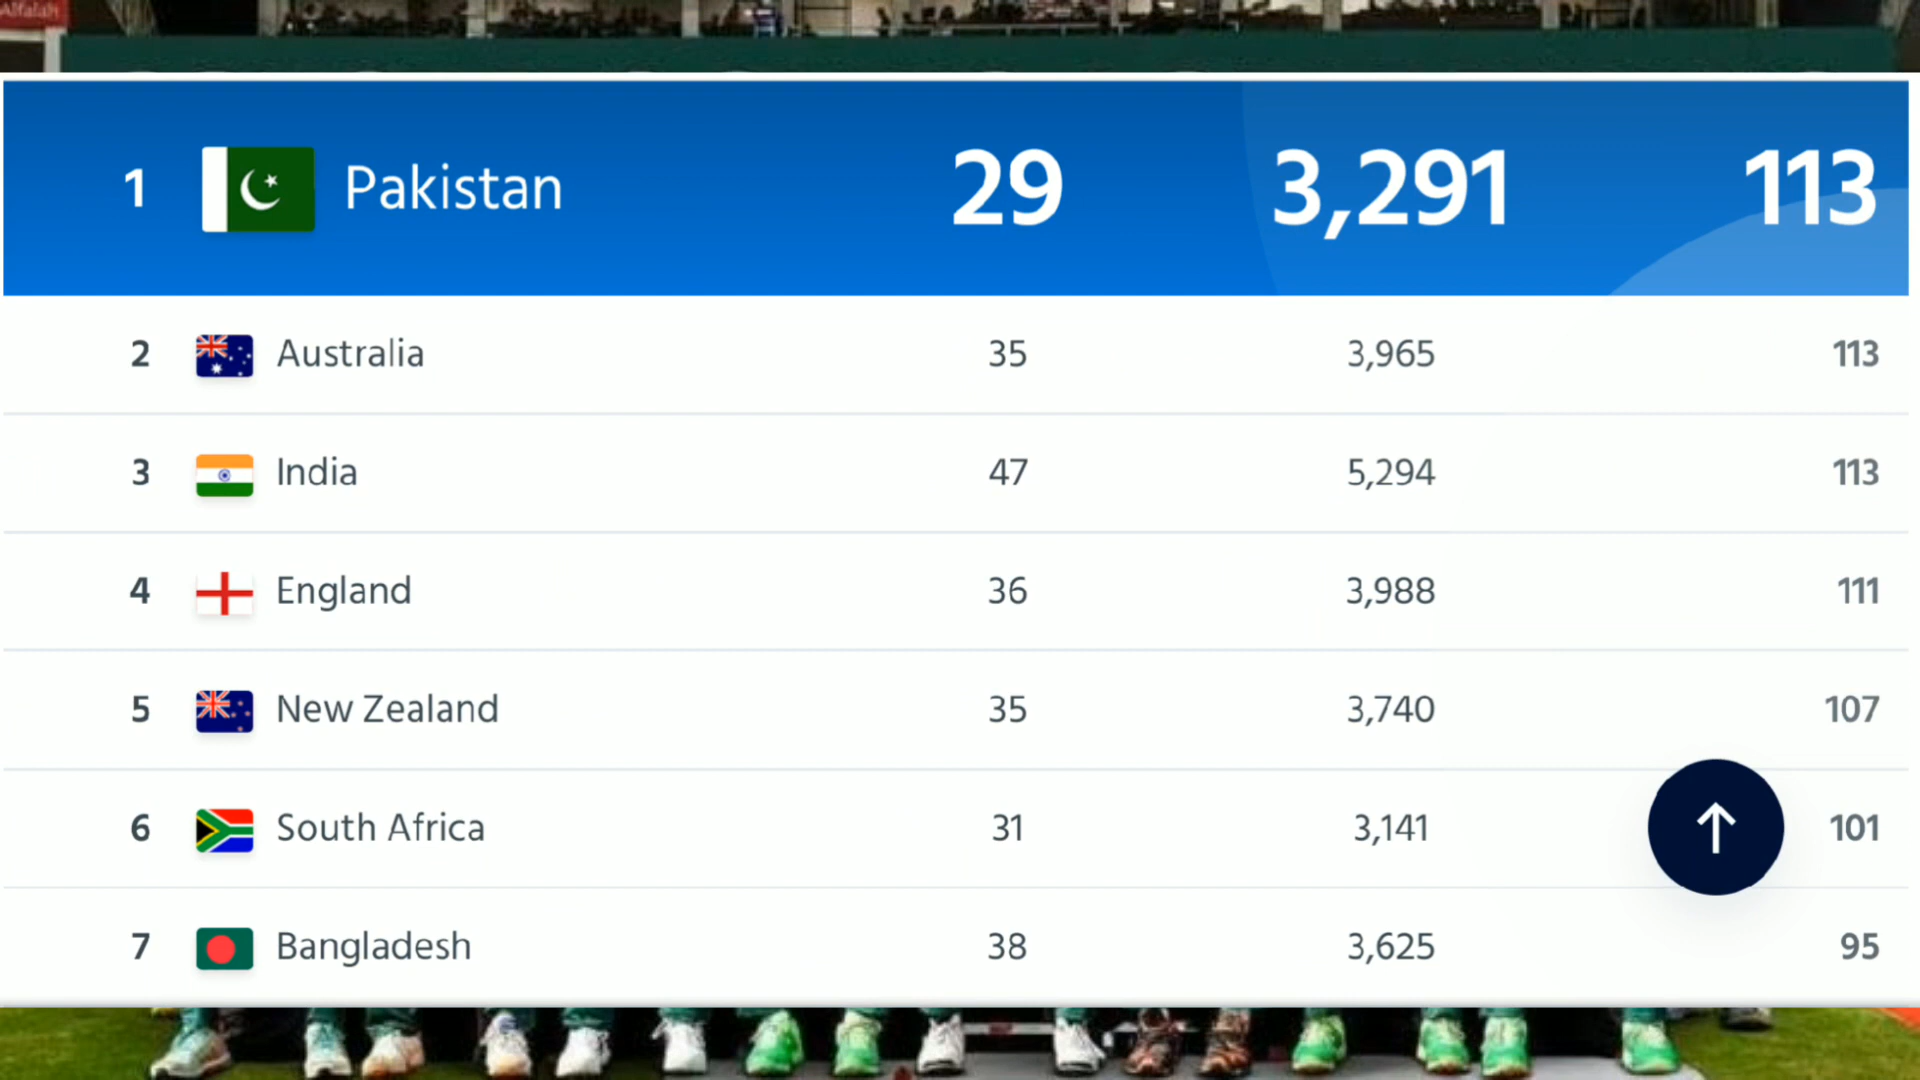 Alfalah
1 Pakistan 29 3,291 113
2 Australia 35 3,965 113
3 India 47 5,294 113
4 England 36 3,988 111
5 New Zealand 35 3,740 107
6 South Africa 31 3,141 101
7 Bangladesh 38 3,625 95